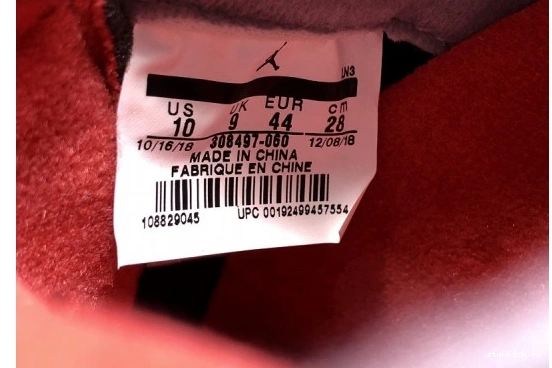 LN3
US UK EUR cm
10 9 44 28
10/16/18 308497-060 12/08/18
MADE IN CHINA
FABRIQUE EN CHINE
108829045 UPC 00192499457554